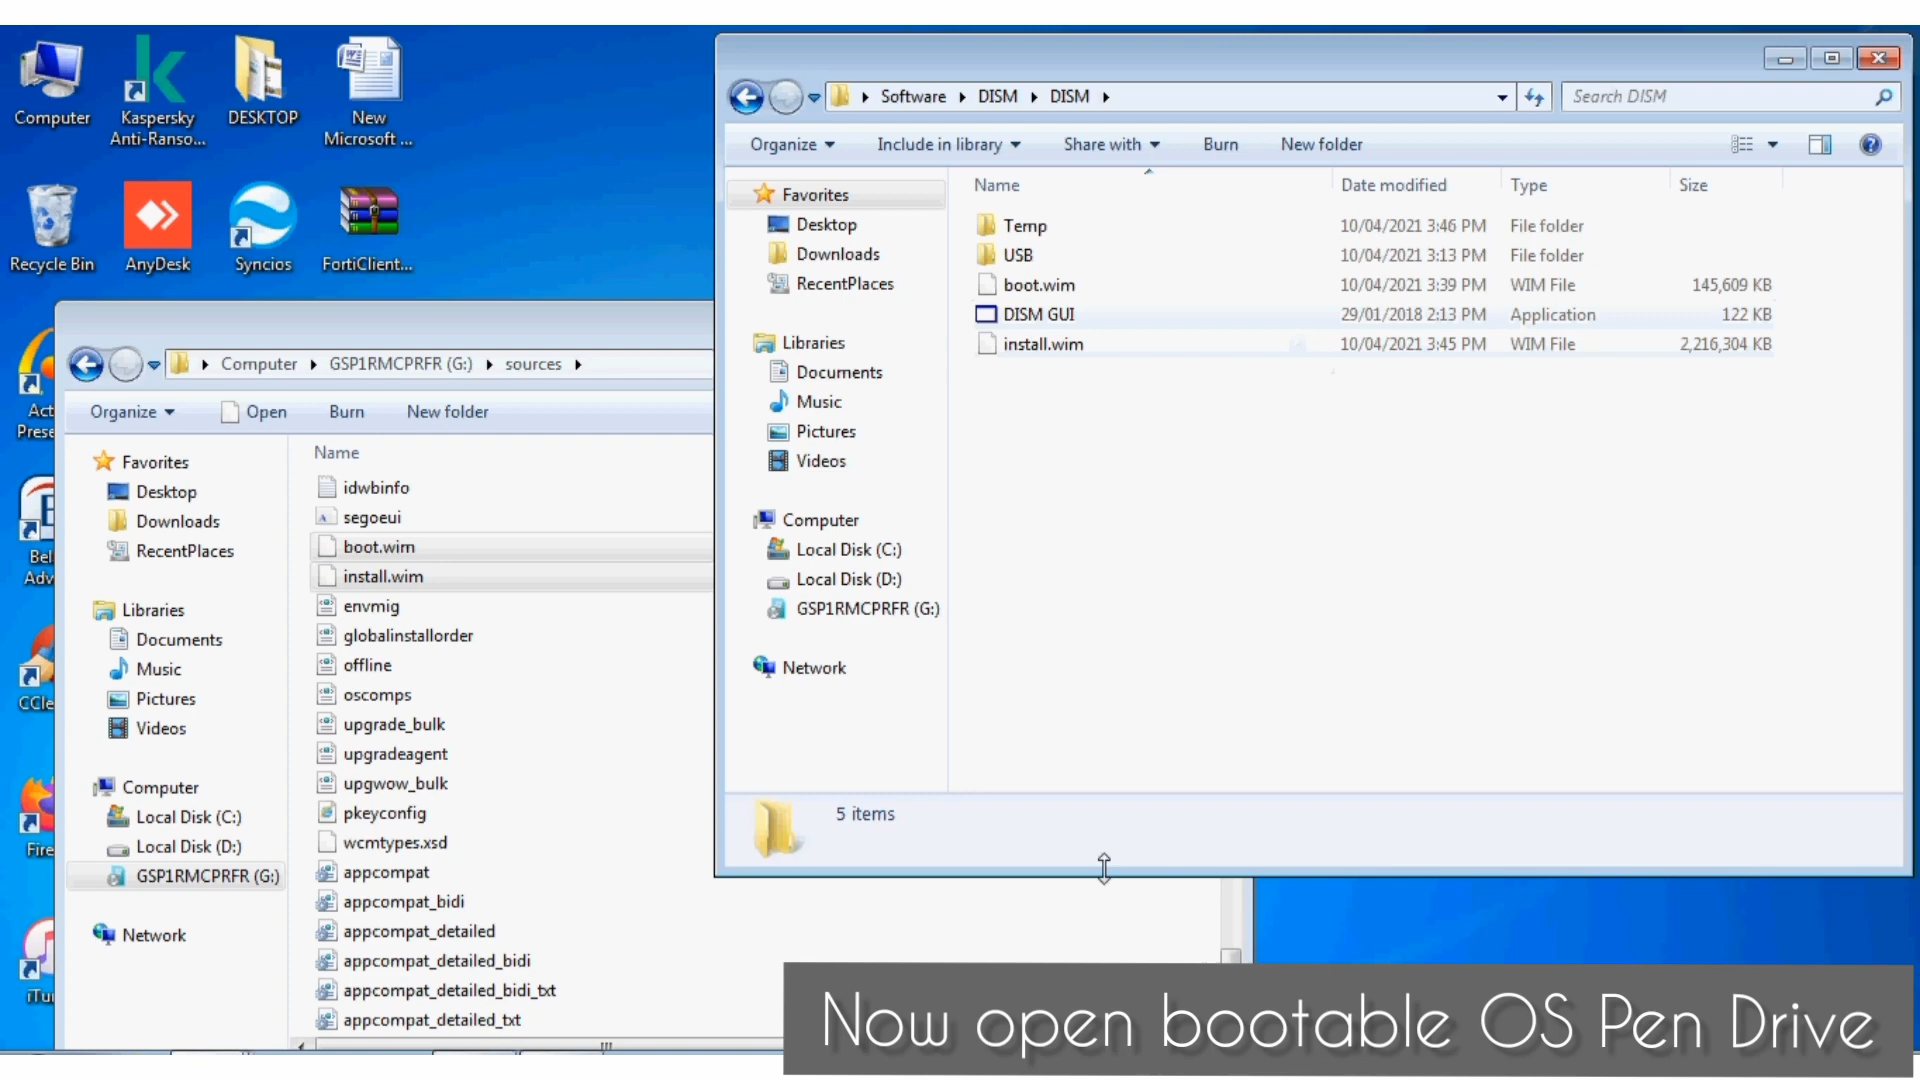 Computer
Kaspersky
Anti-Ranso...
DESKTOP
New
Microsoft ...
Recycle Bin
AnyDesk
Syncios
FortiClient...
Act
Prese
Bel
Adv
CCle
Fire
iTu
Computer
GSP1RMCPRFR (G:)
sources
Organize
Open
Burn
New folder
Favorites
Desktop
Downloads
RecentPlaces
Libraries
Documents
Music
Pictures
Videos
Computer
Local Disk (C:)
Local Disk (D:)
GSP1RMCPRFR (G:)
Network
Name
idwbinfo
segoeui
boot.wim
install.wim
envmig
globalinstallorder
offline
oscomps
upgrade_bulk
upgradeagent
upgwow_bulk
pkeyconfig
wcmtypes.xsd
appcompat
appcompat_bidi
appcompat_detailed
appcompat_detailed_bidi
appcompat_detailed_bidi_txt
appcompat_detailed_txt
Software
DISM
DISM
Search DISM
Organize
Include in library
Share with
Burn
New folder
Favorites
Desktop
Downloads
RecentPlaces
Libraries
Documents
Music
Pictures
Videos
Computer
Local Disk (C:)
Local Disk (D:)
GSP1RMCPRFR (G:)
Network
Name Date modified Type Size
Temp 10/04/2021 3:46 PM File folder
USB 10/04/2021 3:13 PM File folder
boot.wim 10/04/2021 3:39 PM WIM File 145,609 KB
DISM GUI 29/01/2018 2:13 PM Application 122 KB
install.wim 10/04/2021 3:45 PM WIM File 2,216,304 KB
5 items
Now open bootable OS Pen Drive